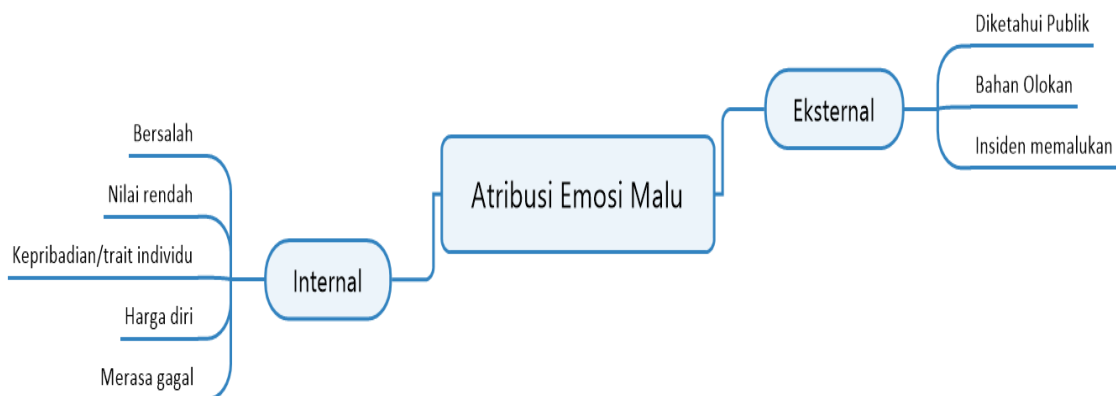 Diketahui Publik
Bahan Olokan
Eksternal
Insiden memalukan
Atribusi Emosi Malu
Bersalah
Nilai rendah
Kepribadian/trait individu
Internal
Harga diri
Merasa gagal